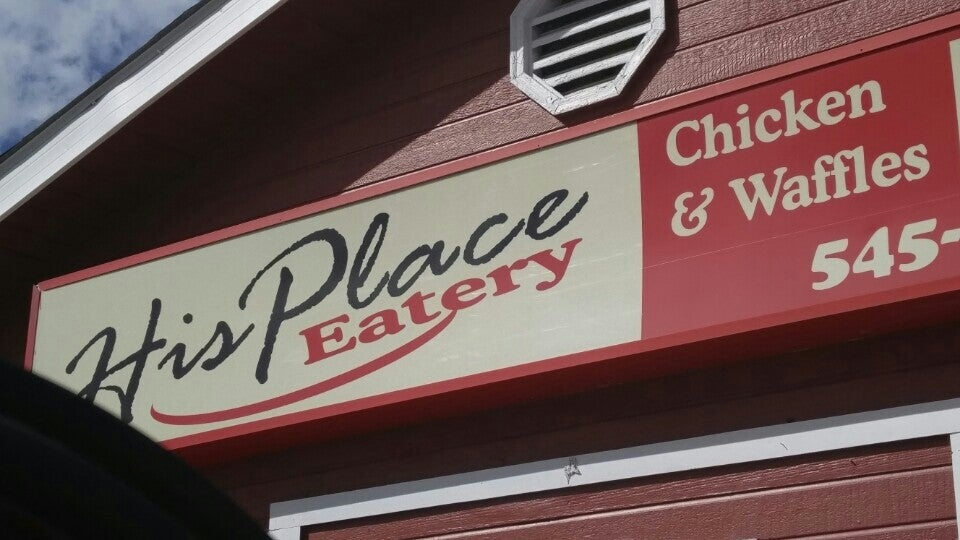 His Place
Eatery
Chicken
& Waffles
545-